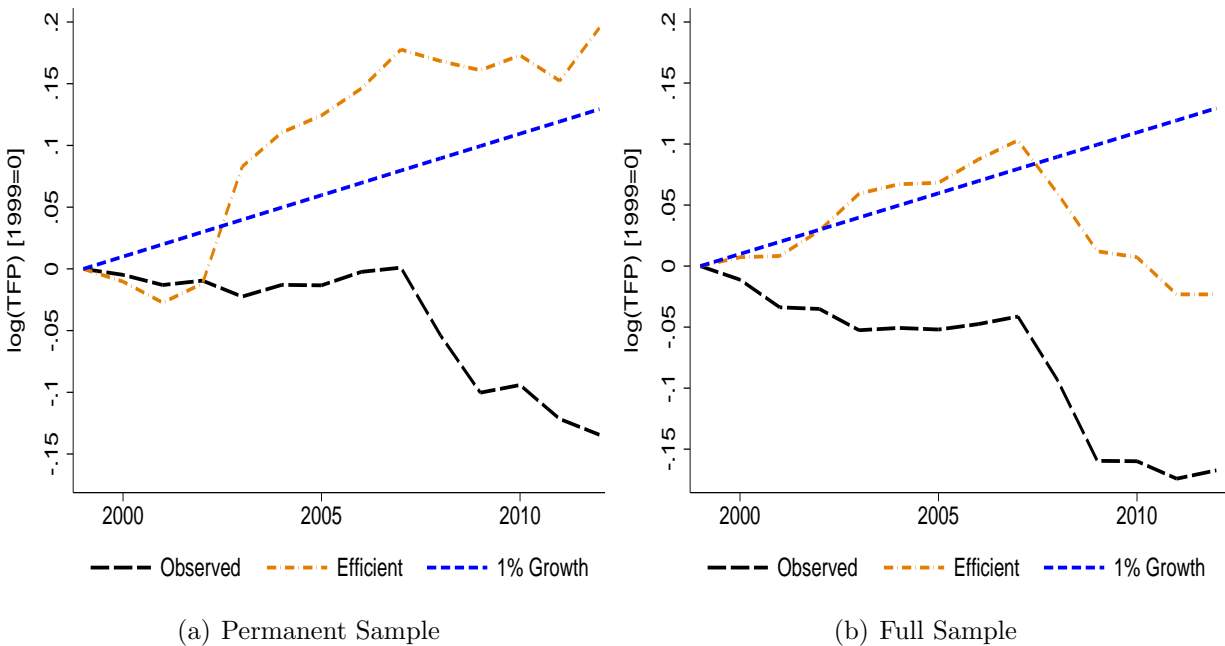 log(TFP) [1999=0]
.2
.15
.1
.05
0
-.05
-.1
-.15
2000 2005 2010
Observed Efficient 1% Growth
(a) Permanent Sample
log(TFP) [1999=0]
.2
.15
.1
.05
0
-.05
-.1
-.15
2000 2005 2010
Observed Efficient 1% Growth
(b) Full Sample